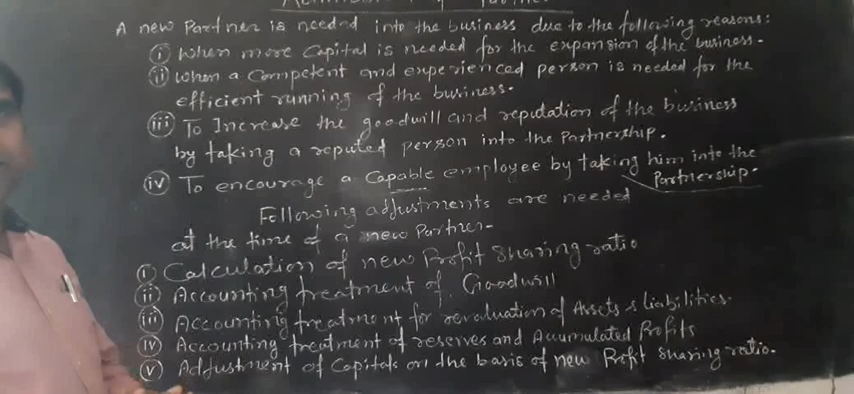 A new Partner is needed into the business due to the following reasons:
(i) When more Capital is needed for the expansion of the business.
(ii) When a Competent and experienced person is needed for the
efficient running of the business.
(iii) To Increase the goodwill and reputation of the business
by taking a reputed person into the Partnership.
(iv) To encourage a Capable employee by taking him into the
Partnership.
Following adjustments are needed
at the time of a new Partner-
(i) Calculation of new Profit Sharing ratio
(ii) Accounting treatment of Goodwill
(iii) Accounting treatment for revaluation of Assets & liabilities.
(iv) Accounting treatment of reserves and Accumulated Profits
(v) Adjustment of Capitals on the basis of new Profit Sharing ratio.